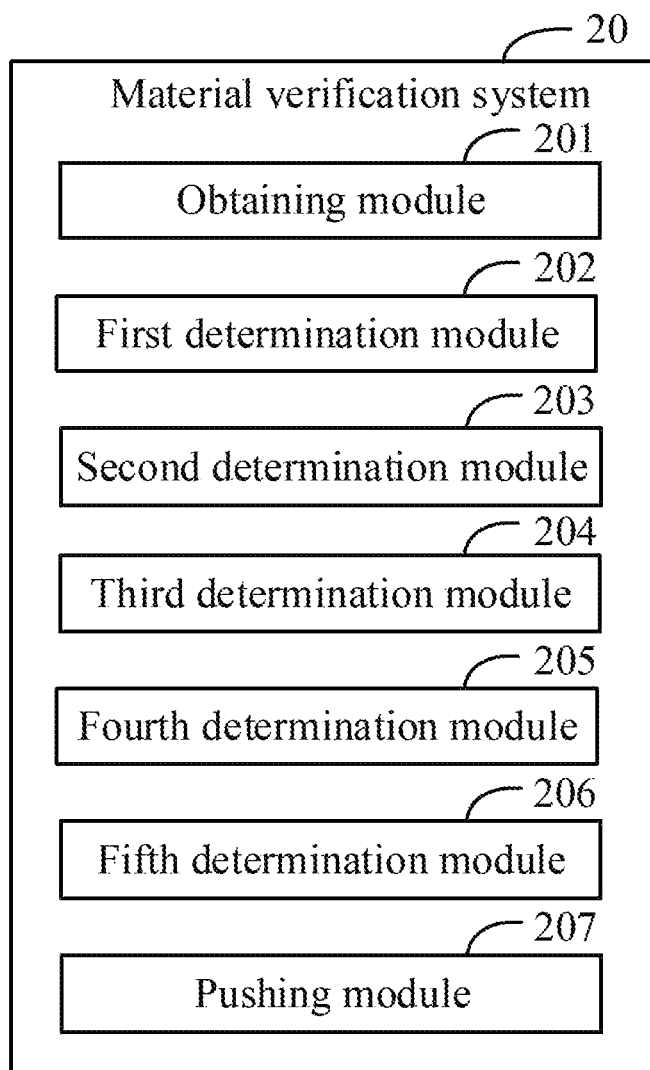 20
Material verification system
201
Obtaining module
202
First determination module
203
Second determination module
204
Third determination module
205
Fourth determination module
206
Fifth determination module
207
Pushing module